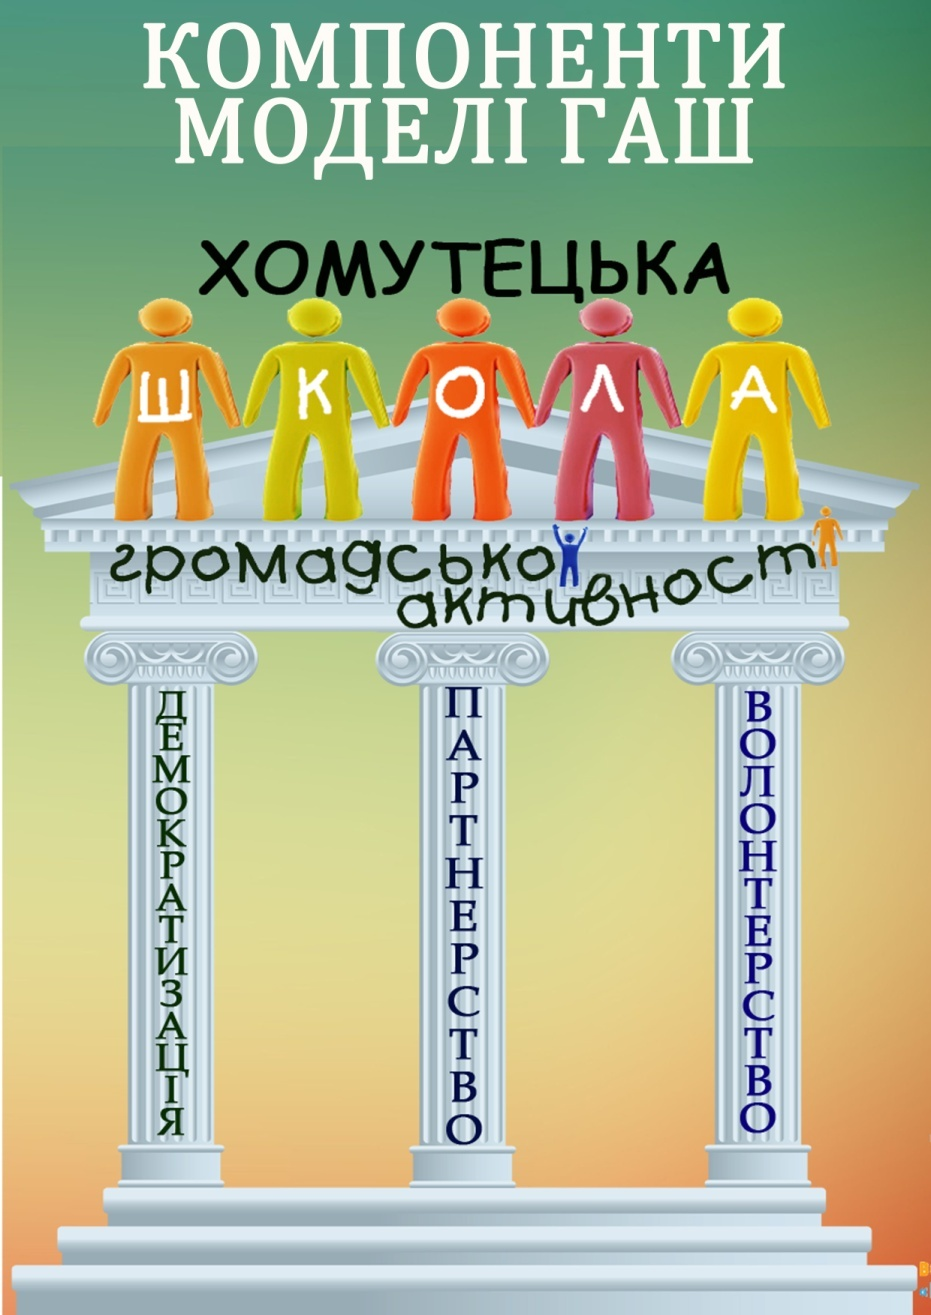 КОМПОНЕНТИ
МОДЕЛІ ГАШ
ХОМУТЕЦЬКА
ШКОЛА
громадської
активності
ДЕМОКРАТИЗАЦІЯ
ПАРТНЕРСТВО
ВОЛОНТЕРСТВО